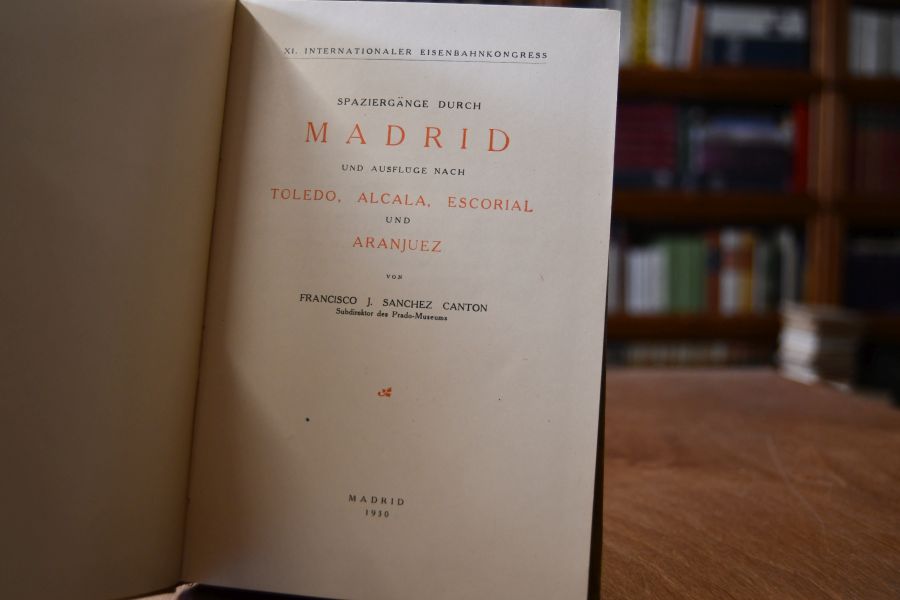 XI. INTERNATIONALER EISENBAHNKONGRESS
SPAZIERGÄNGE DURCH
MADRID
UND AUSFLÜGE NACH
TOLEDO, ALCALA, ESCORIAL
UND
ARANJUEZ
VON
FRANCISCO J. SANCHEZ CANTON
Subdirektor des Prado-Museums
MADRID
1930